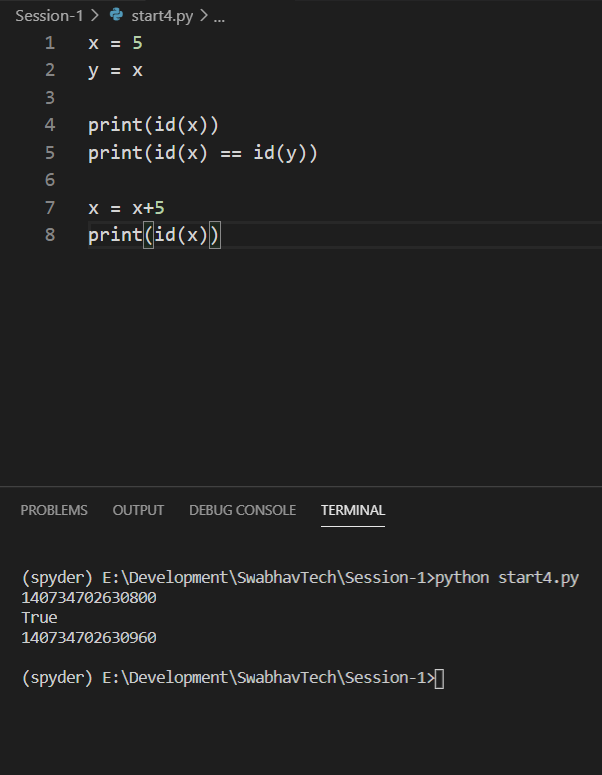 Session-1 > start4.py > ...
1 x = 5
2 y = x
3
4 print(id(x))
5 print(id(x) == id(y))
6
7 x = x+5
8 print(id(x))
PROBLEMS OUTPUT DEBUG CONSOLE TERMINAL
(spyder) E:\Development\SwabhavTech\Session-1>python start4.py
140734702630800
True
140734702630960
(spyder) E:\Development\SwabhavTech\Session-1>